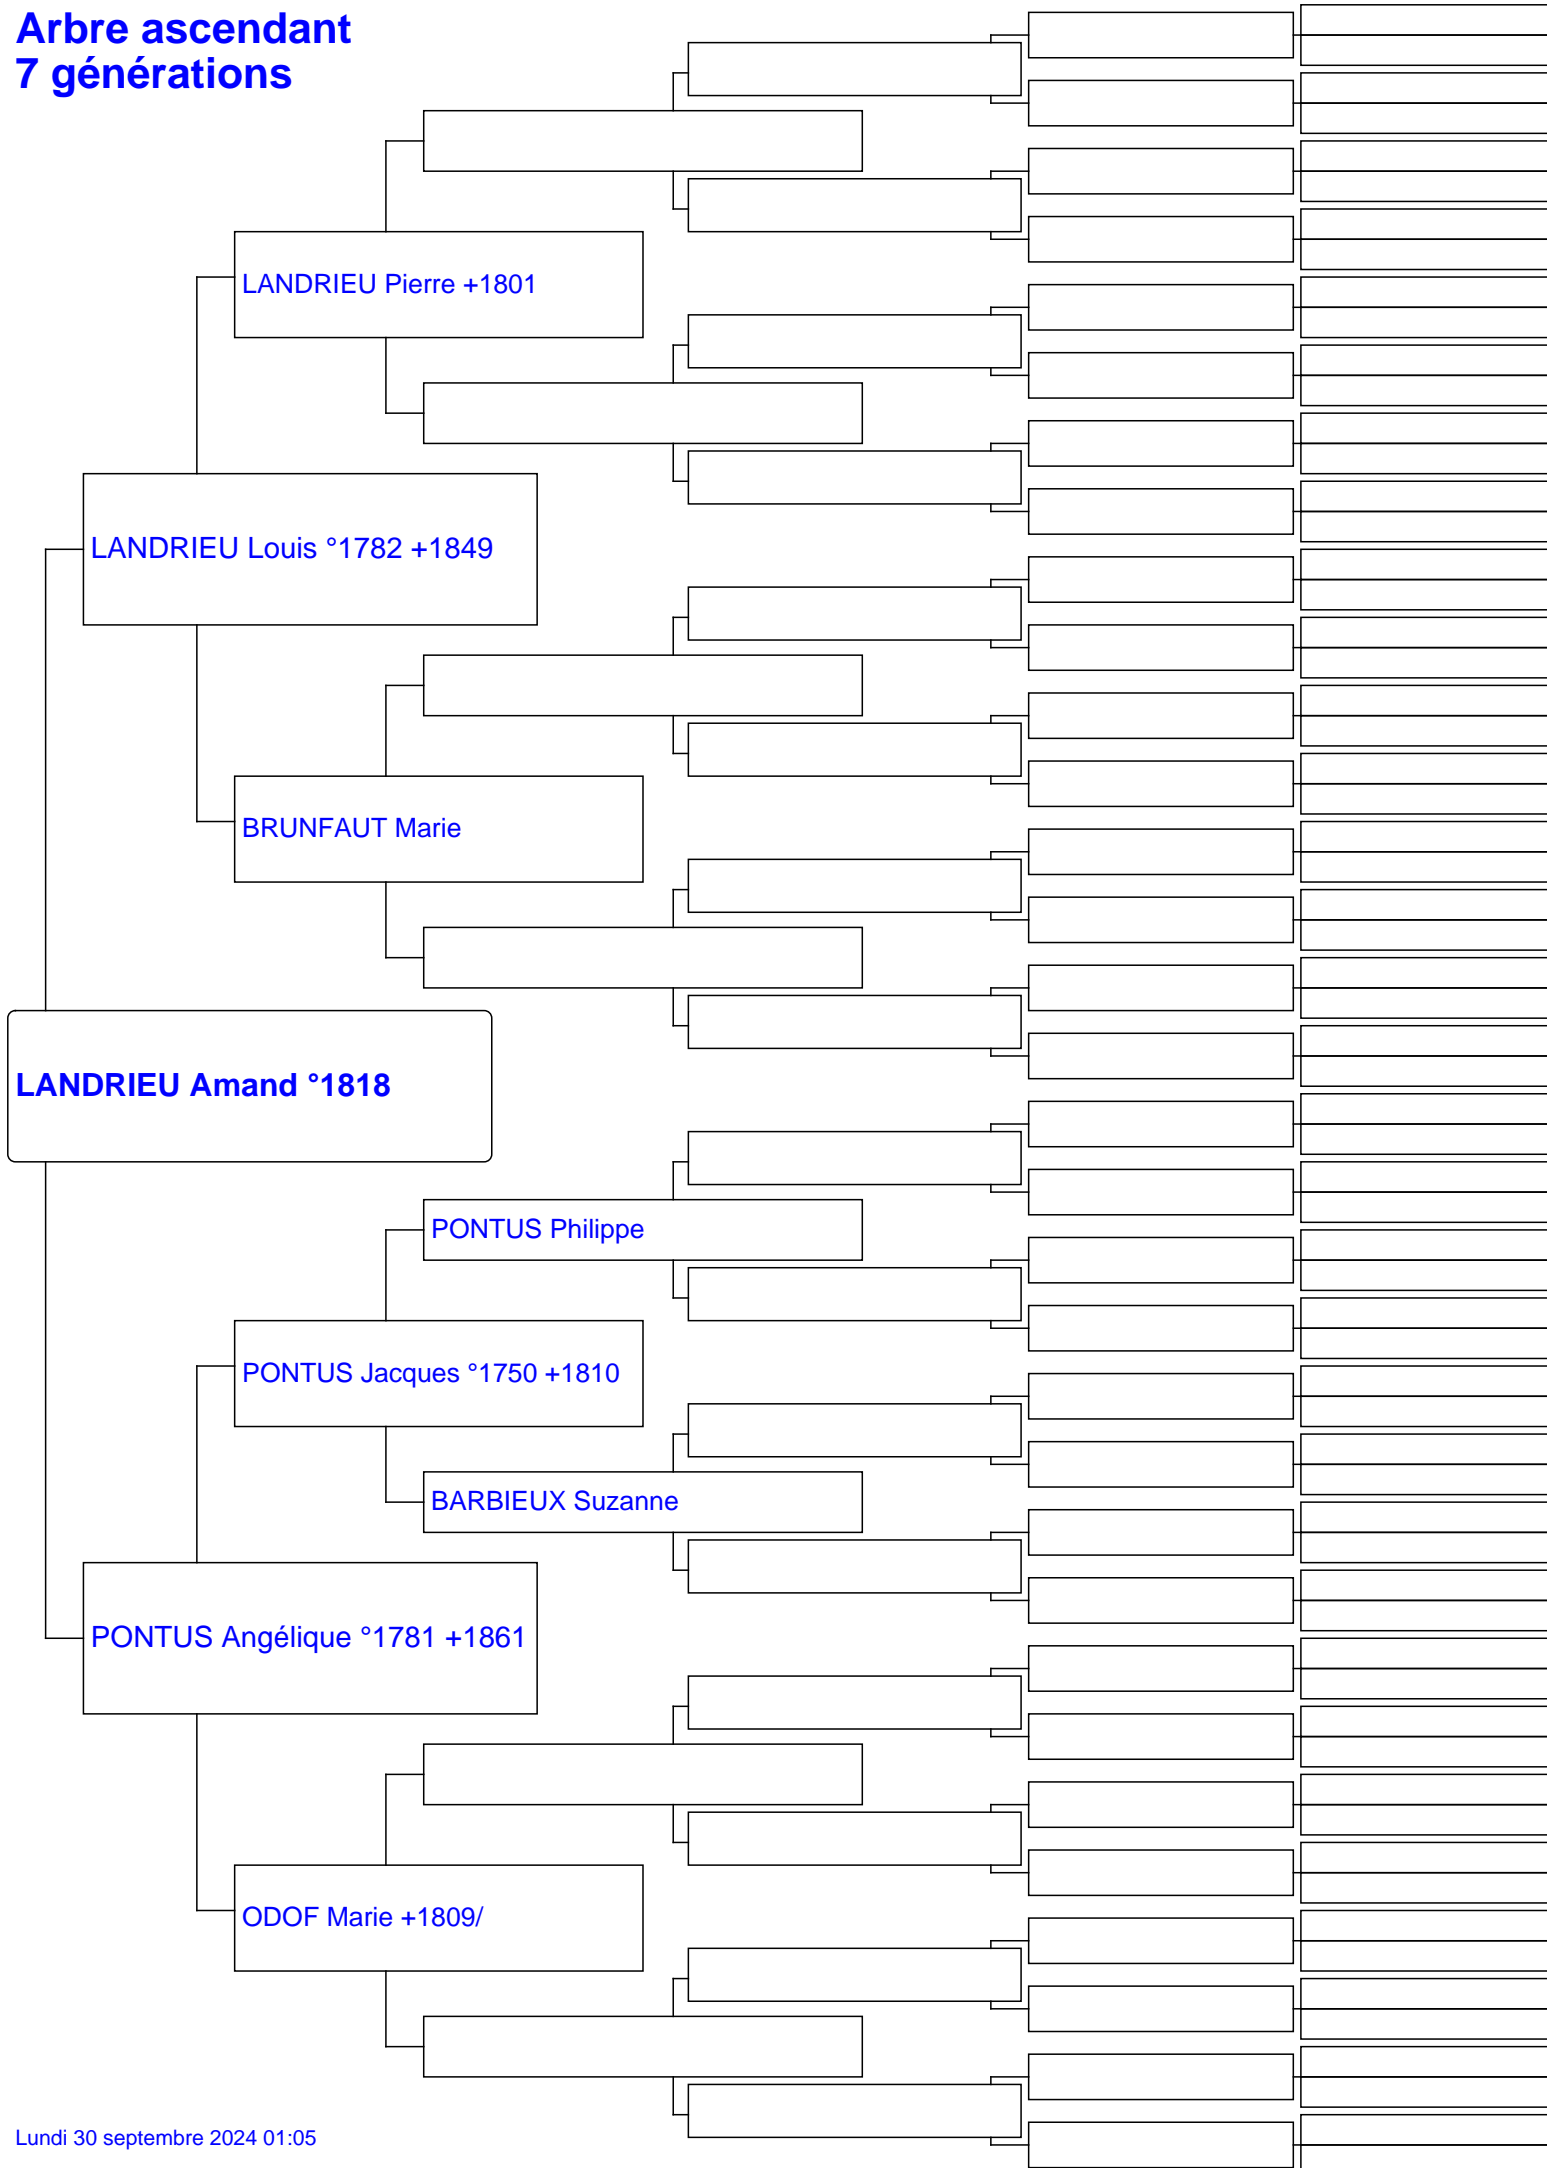 Arbre ascendant
7 générations
LANDRIEU Pierre +1801
LANDRIEU Louis °1782 +1849
BRUNFAUT Marie
LANDRIEU Amand °1818
PONTUS Philippe
PONTUS Jacques °1750 +1810
BARBIEUX Suzanne
PONTUS Angélique °1781 +1861
ODOF Marie +1809/
Lundi 30 septembre 2024 01:05